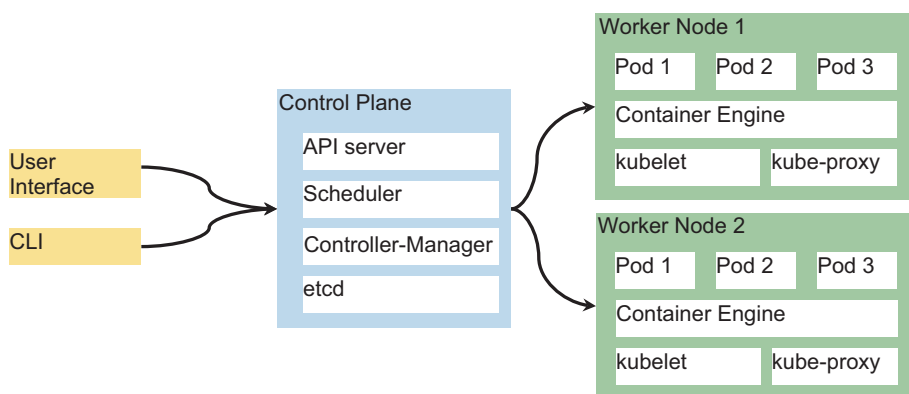 User
Interface
CLI
Control Plane
API server
Scheduler
Controller-Manager
etcd
Worker Node 1
Pod 1 Pod 2 Pod 3
Container Engine
kubelet kube-proxy
Worker Node 2
Pod 1 Pod 2 Pod 3
Container Engine
kubelet kube-proxy